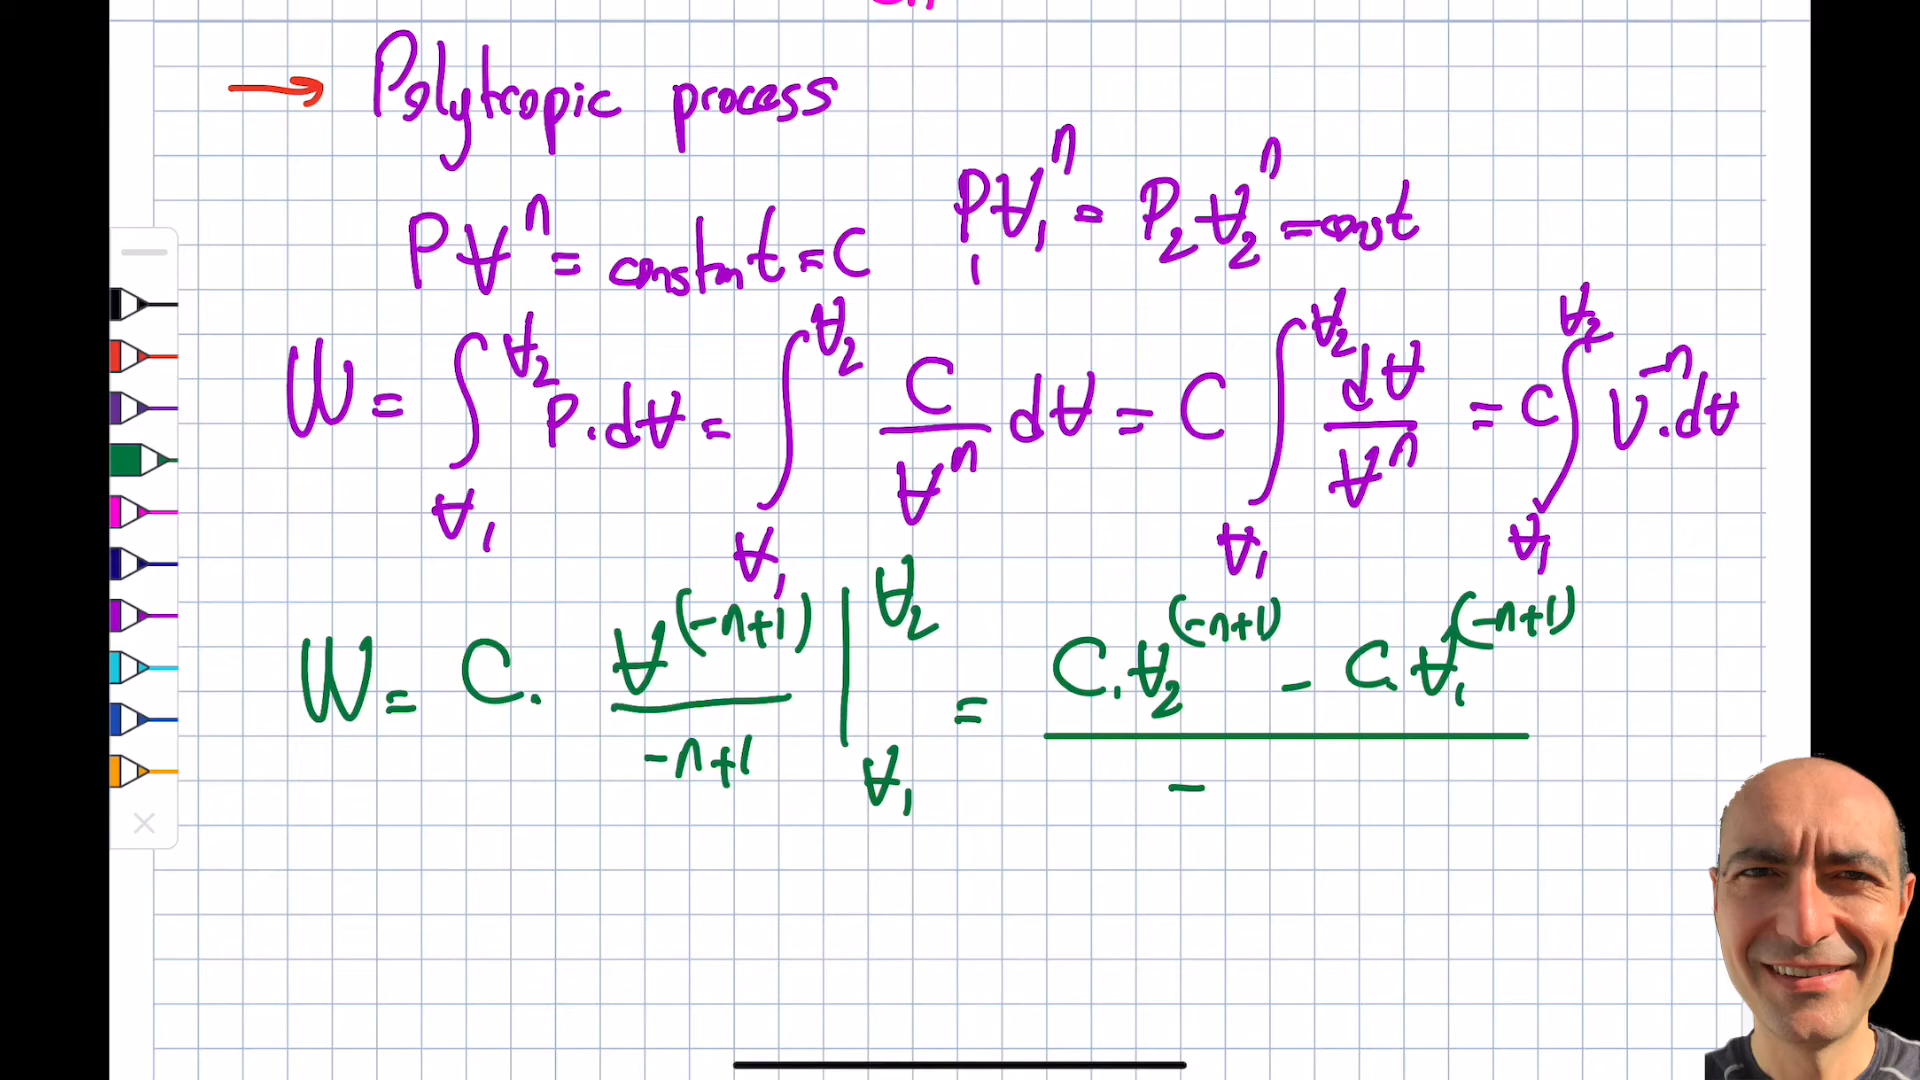 → Polytropic process
P∀ⁿ = constant = C    P₁∀₁ⁿ = P₂∀₂ⁿ = const
W = ∫_{∀₁}^{∀₂} P.d∀ = ∫_{∀₁}^{∀₂} C/∀ⁿ d∀ = C ∫_{∀₁}^{∀₂} d∀/∀ⁿ = C ∫_{∀₁}^{∀₂} V⁻ⁿ.d∀
W = C. ∀^(-n+1)/(-n+1) |_{∀₁}^{∀₂} = (C.∀₂^(-n+1) - C.∀₁^(-n+1))/-